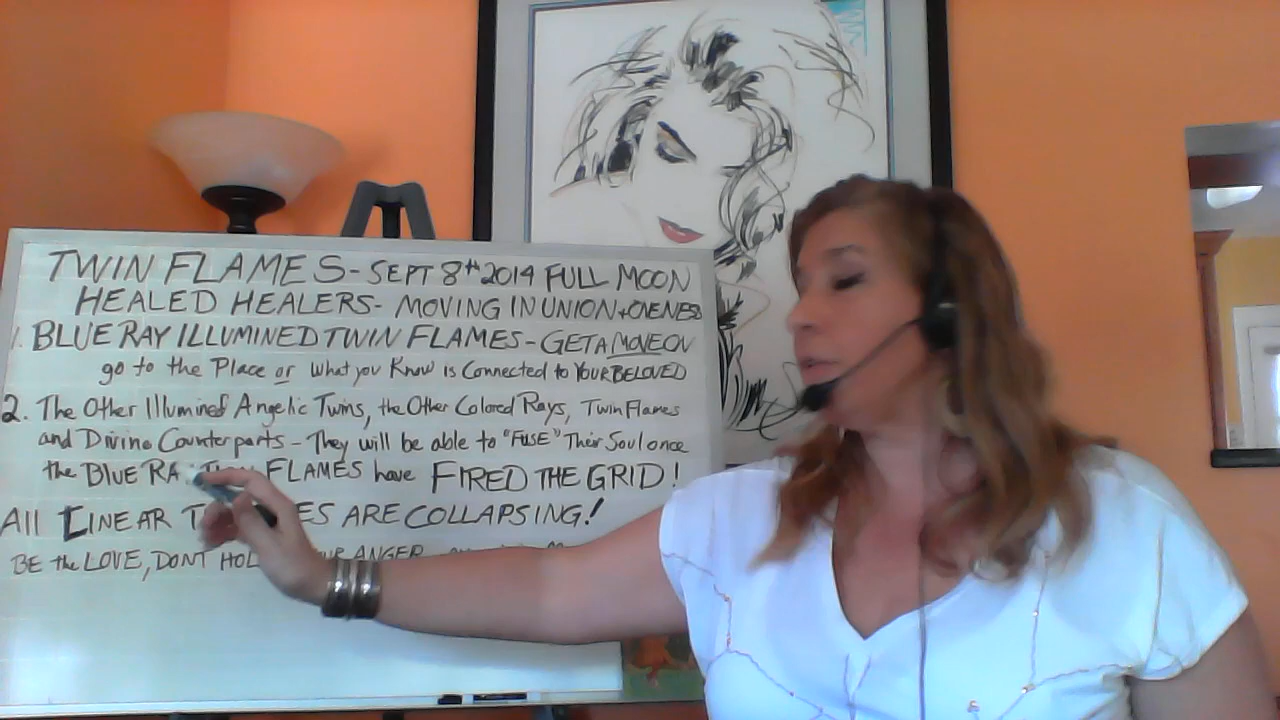 TWIN FLAMES - SEPT 8th 2014 FULL MOON
HEALED HEALERS - MOVING IN UNION + ONENESS
1. BLUE RAY ILLUMINED TWIN FLAMES - GET A MOVE ON
go to the Place or what you Know is Connected to YOUR BELOVED
2. The Other Illumined Angelic Twins, the Other Colored Rays, Twin Flames
and Divine Counterparts - They will be able to "FUSE" Their Soul once
the BLUE RA FLAMES have FIRED THE GRID!
All LINEAR ARE COLLAPSING!
BE the LOVE, DONT ANGER